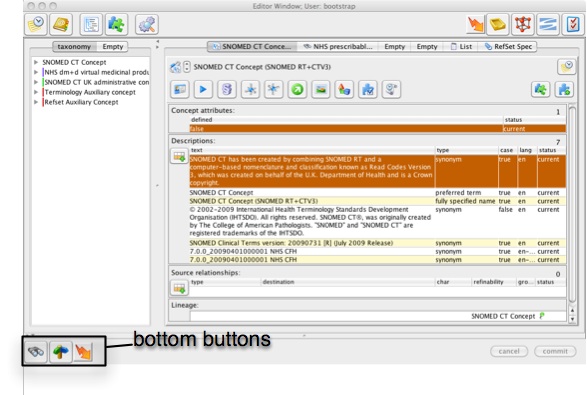 Editor Window; User: bootstrap
taxonomy Empty
SNOMED CT Conce... NHS prescribabl... Empty Empty List RefSet Spec
SNOMED CT Concept
NHS dm+d virtual medicinal produ
SNOMED CT UK administrative con
Terminology Auxiliary concept
Refset Auxiliary Concept
SNOMED CT Concept (SNOMED RT+CTV3)
Concept attributes: 1
defined status
false current
Descriptions: 7
text type case lang status
SNOMED CT has been created by combining SNOMED RT and a synonym true en current
computer-based nomenclature and classification known as Read Codes Version
3, which was created on behalf of the U.K. Department of Health and is a Crown
copyright.
SNOMED CT Concept preferred term true en current
SNOMED CT Concept (SNOMED RT+CTV3) fully specified name true en current
© 2002-2009 International Health Terminology Standards Development synonym false en current
Organisation (IHTSDO). All rights reserved. SNOMED CT®, was originally created
by The College of American Pathologists. "SNOMED" and "SNOMED CT" are
registered trademarks of the IHTSDO.
SNOMED Clinical Terms version: 20090731 [R] (July 2009 Release) synonym true en current
7.0.0_20090401000001 NHS CFH synonym true en-... current
7.0.0_20090401000001 NHS CFH synonym true en-... current
Source relationships: 0
type destination char refinability gro... status
Lineage:
SNOMED CT Concept
bottom buttons
cancel commit